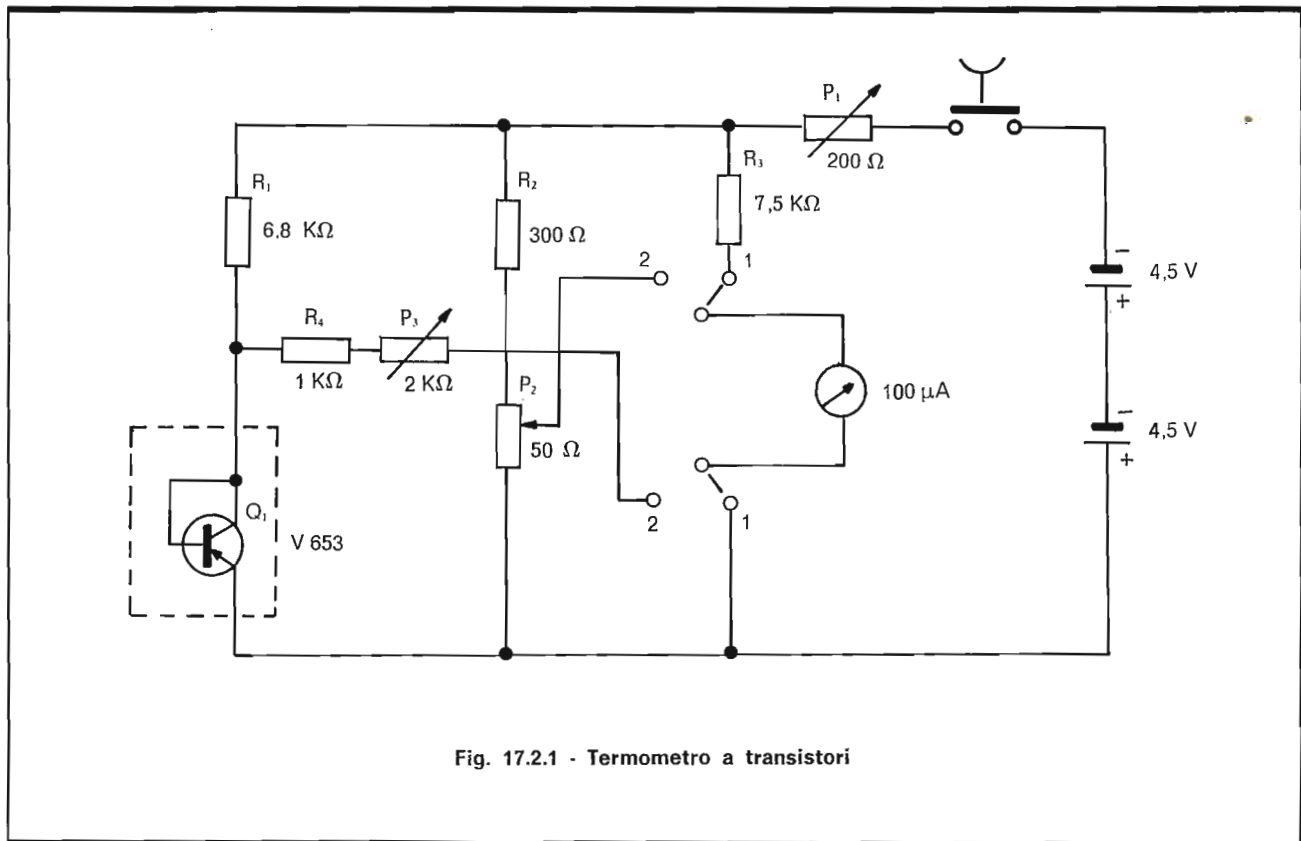 P₁
200 Ω
R₁
6,8 KΩ
R₂
300 Ω
R₃
7,5 KΩ
2
1
–
4,5 V
+
R₄
1 KΩ
P₃
2 KΩ
P₂
50 Ω
100 µA
–
4,5 V
+
2
1
Q₁
V 653
Fig. 17.2.1 - Termometro a transistori